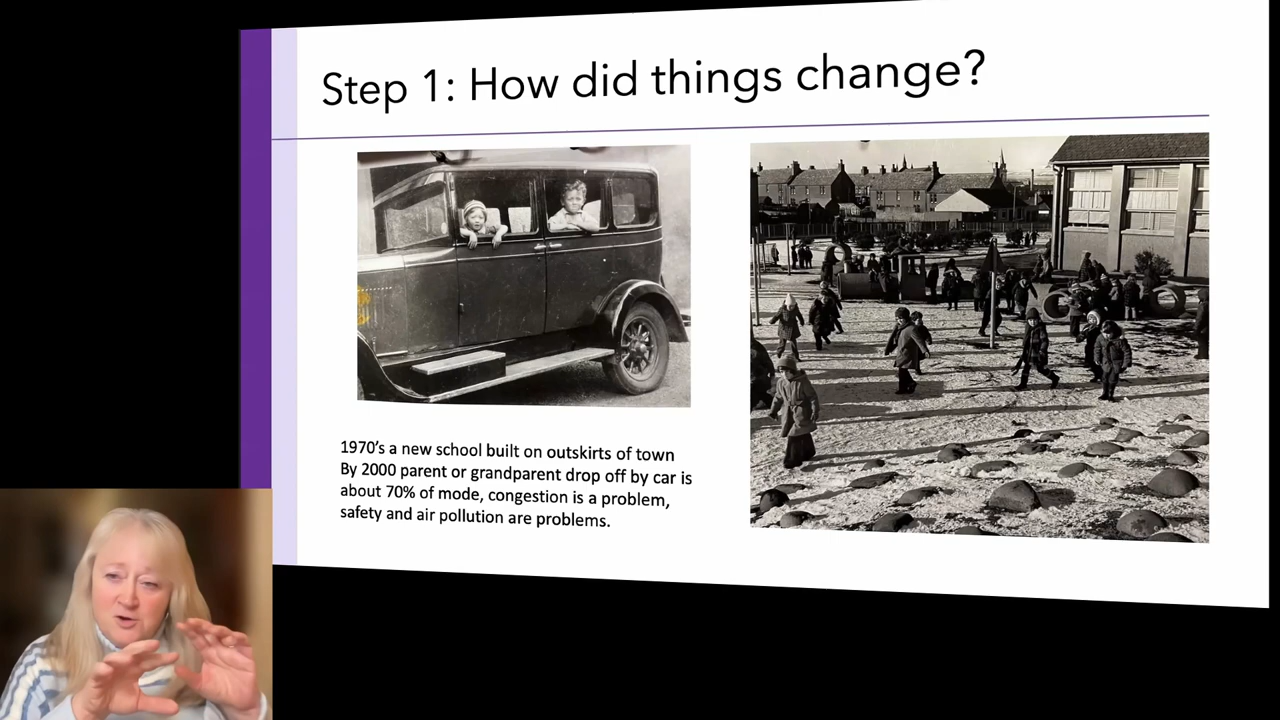 Step 1: How did things change?
1970's a new school built on outskirts of town
By 2000 parent or grandparent drop off by car is
about 70% of mode, congestion is a problem,
safety and air pollution are problems.